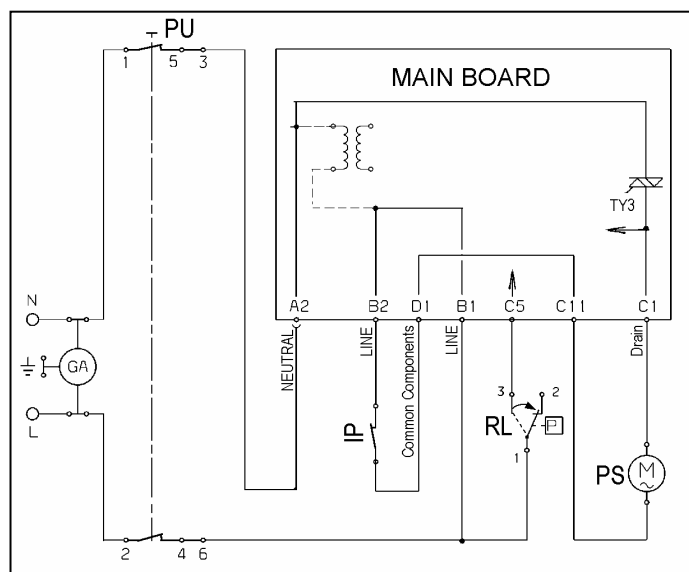 PU
1 5 3
MAIN BOARD
TY3
A2 B2 D1 B1 C5 C11 C1
N
GA
L
NEUTRAL
LINE
Common Components
LINE
Drain
3 2
RL P
1
IP
PS M
2 4 6